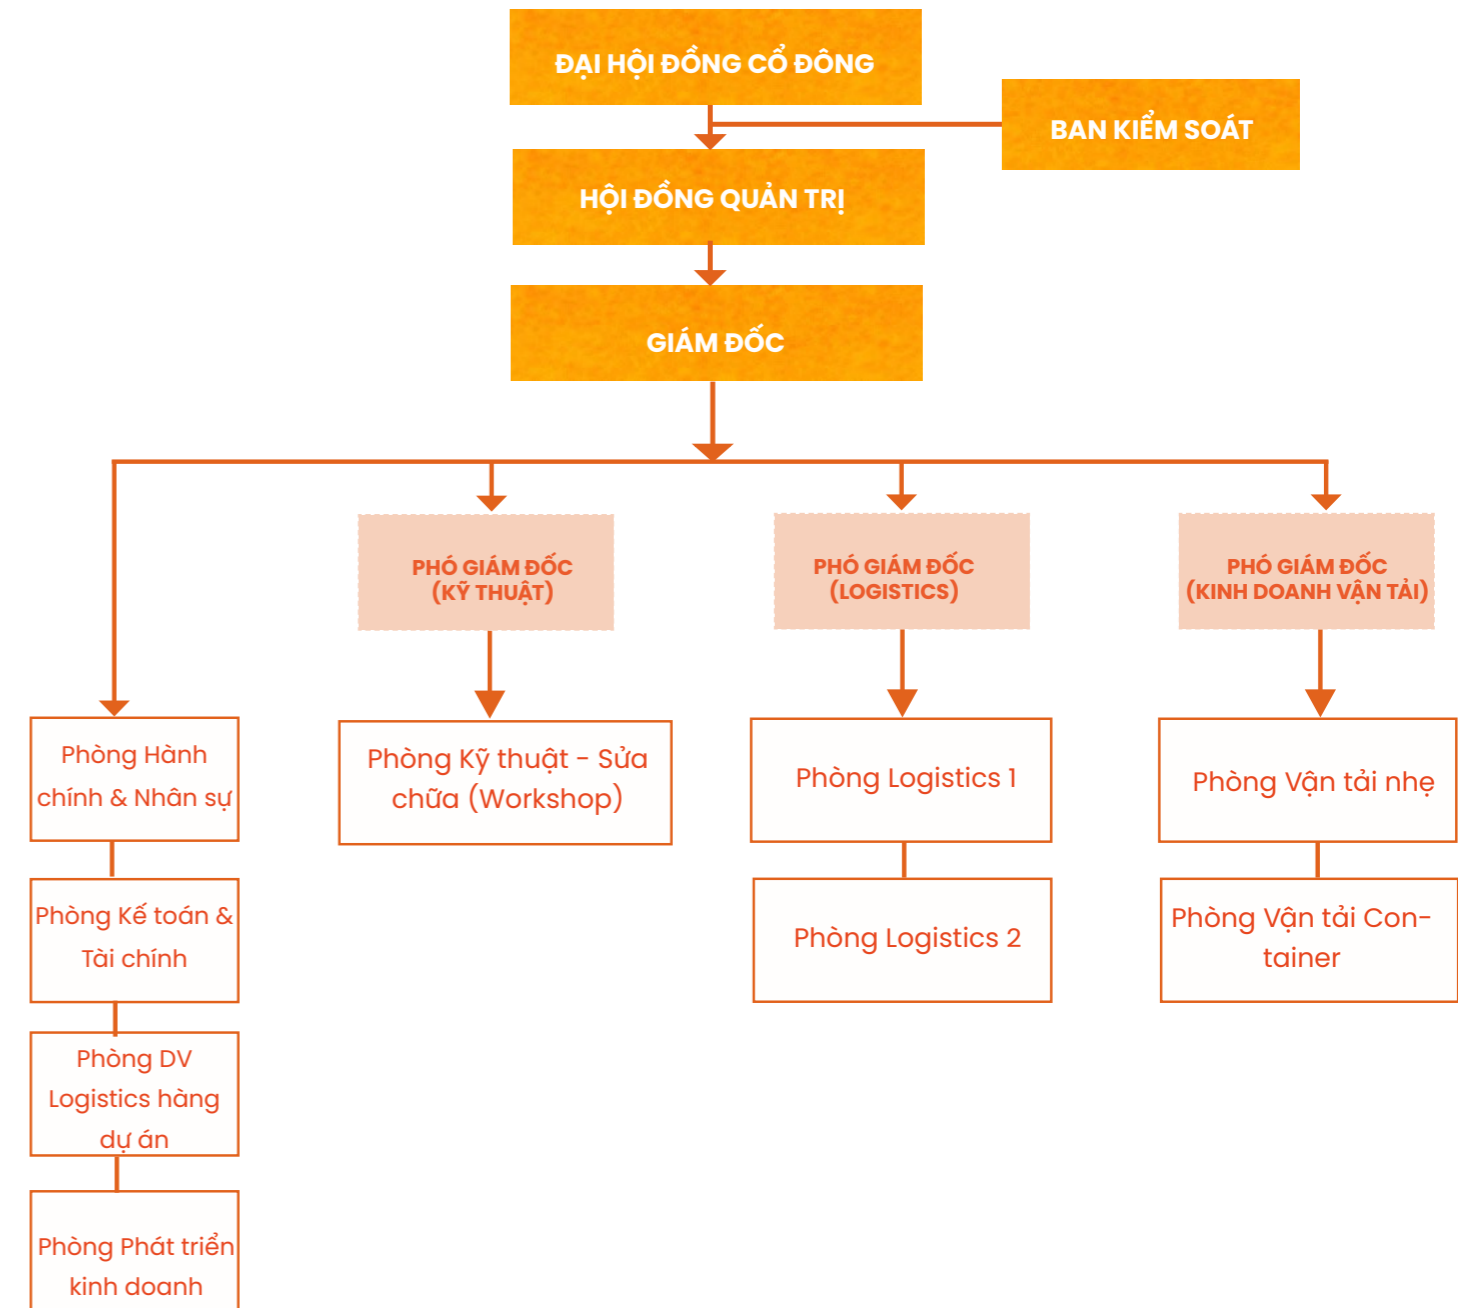 ĐẠI HỘI ĐỒNG CỔ ĐÔNG
BAN KIỂM SOÁT
HỘI ĐỒNG QUẢN TRỊ
GIÁM ĐỐC
PHÓ GIÁM ĐỐC
(KỸ THUẬT)
PHÓ GIÁM ĐỐC
(LOGISTICS)
PHÓ GIÁM ĐỐC
(KINH DOANH VẬN TẢI)
Phòng Hành
chính & Nhân sự
Phòng Kỹ thuật - Sửa
chữa (Workshop)
Phòng Logistics 1
Phòng Vận tải nhẹ
Phòng Kế toán &
Tài chính
Phòng Logistics 2
Phòng Vận tải Con-
tainer
Phòng DV
Logistics hàng
dự án
Phòng Phát triển
kinh doanh